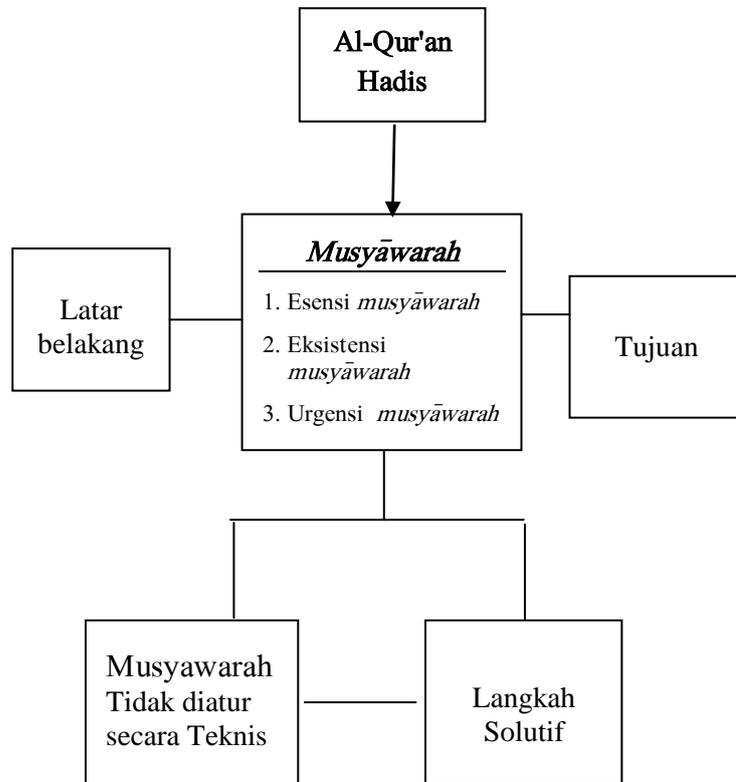 Al-Qur'an
Hadis
Musyāwarah
1. Esensi musyāwarah
2. Eksistensi
musyāwarah
3. Urgensi musyāwarah
Latar
belakang
Tujuan
Musyawarah
Tidak diatur
secara Teknis
Langkah
Solutif